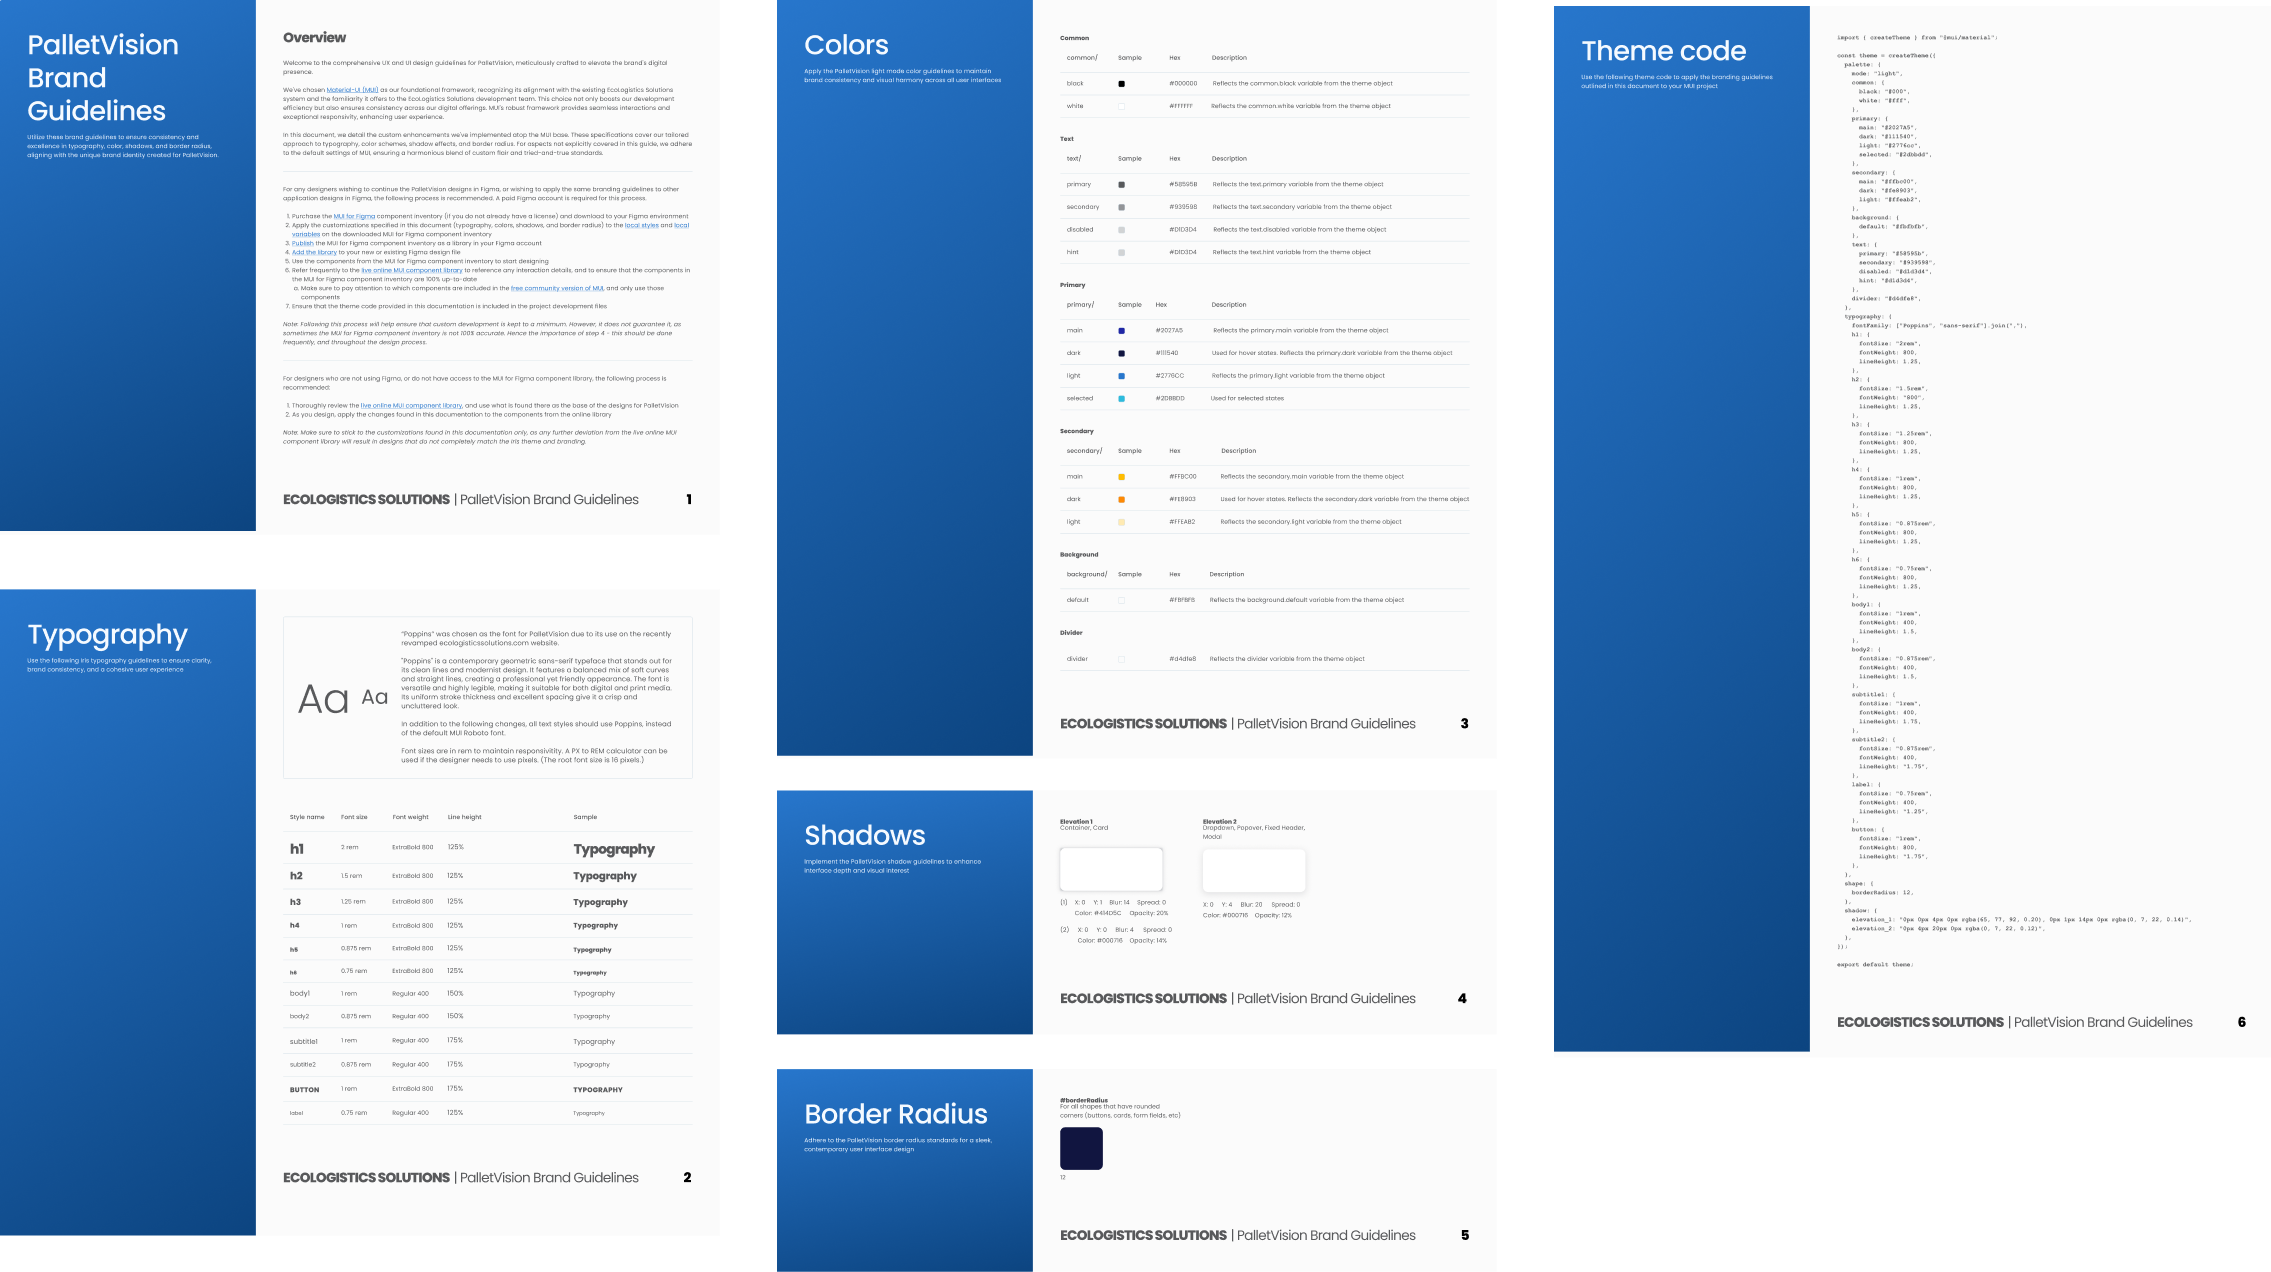 PalletVision
Brand
Guidelines
Utilize these brand guidelines to ensure consistency and
excellence in typography, color, shadows, and border radius,
aligning with the unique brand identity created for PalletVision.
Overview
Welcome to the comprehensive UX and UI design guidelines for PalletVision, meticulously crafted to elevate the brand's digital
presence.
We've chosen Material-UI (MUI) as our foundational framework, recognizing its alignment with the existing EcoLogistics Solutions
system and the familiarity it offers to the EcoLogistics Solutions development team. This choice not only boosts our development
efficiency but also ensures consistency across our digital offerings. MUI's robust framework provides seamless interactions and
exceptional responsivity, enhancing user experience.
In this document, we detail the custom enhancements we've implemented atop the MUI base. These specifications cover our tailored
approach to typography, color schemes, shadow effects, and border radius. For aspects not explicitly covered in this guide, we adhere
to the default settings of MUI, ensuring a harmonious blend of custom flair and tried-and-true standards.
For any designers wishing to continue the PalletVision designs in Figma, or wishing to apply the same branding guidelines to other
application designs in Figma, the following process is recommended. A paid Figma account is required for this process.
1. Purchase the MUI for Figma component inventory (if you do not already have a license) and download to your Figma environment
2. Apply the customizations specified in this document (typography, colors, shadows, and border radius) to the local styles and local
variables on the downloaded MUI for Figma component inventory
3. Publish the MUI for Figma component inventory as a library in your Figma account
4. Add the library to your new or existing Figma design file
5. Use the components from the MUI for Figma component inventory to start designing
6. Refer frequently to the live online MUI component library to reference any interaction details, and to ensure that the components in
the MUI for Figma component inventory are 100% up-to-date
a. Make sure to pay attention to which components are included in the free community version of MUI, and only use those
components
7. Ensure that the theme code provided in this documentation is included in the project development files
Note: Following this process will help ensure that custom development is kept to a minimum. However, it does not guarantee it, as
sometimes the MUI for Figma component inventory is not 100% accurate. Hence the importance of step 4 - this should be done
frequently, and throughout the design process.
For designers who are not using Figma, or do not have access to the MUI for Figma component library, the following process is
recommended:
1. Thoroughly review the live online MUI component library, and use what is found there as the base of the designs for PalletVision
2. As you design, apply the changes found in this documentation to the components from the online library
Note: Make sure to stick to the customizations found in this documentation only, as any further deviation from the live online MUI
component library will result in designs that do not completely match the Iris theme and branding.
ECOLOGISTICS SOLUTIONS | PalletVision Brand Guidelines 1
Typography
Use the following Iris typography guidelines to ensure clarity,
brand consistency, and a cohesive user experience
Aa Aa
"Poppins" was chosen as the font for PalletVision due to its use on the recently
revamped ecologisticssolutions.com website.
"Poppins" is a contemporary geometric sans-serif typeface that stands out for
its clean lines and modernist design. It features a balanced mix of soft curves
and straight lines, creating a professional yet friendly appearance. The font is
versatile and highly legible, making it suitable for both digital and print media.
Its uniform stroke thickness and excellent spacing give it a crisp and
uncluttered look.
In addition to the following changes, all text styles should use Poppins, instead
of the default MUI Roboto font.
Font sizes are in rem to maintain responsivitity. A PX to REM calculator can be
used if the designer needs to use pixels. (The root font size is 16 pixels.)
Style name Font size Font weight Line height Sample
h1 2 rem ExtraBold 800 125% Typography
h2 1.5 rem ExtraBold 800 125% Typography
h3 1.25 rem ExtraBold 800 125% Typography
h4 1 rem ExtraBold 800 125% Typography
h5 0.875 rem ExtraBold 800 125% Typography
h6 0.75 rem ExtraBold 800 125% Typography
body1 1 rem Regular 400 150% Typography
body2 0.875 rem Regular 400 150% Typography
subtitle1 1 rem Regular 400 175% Typography
subtitle2 0.875 rem Regular 400 175% Typography
BUTTON 1 rem ExtraBold 800 175% TYPOGRAPHY
label 0.75 rem Regular 400 125% Typography
ECOLOGISTICS SOLUTIONS | PalletVision Brand Guidelines 2
Colors
Apply the PalletVision light mode color guidelines to maintain
brand consistency and visual harmony across all user interfaces
Common
common/ Sample Hex Description
black #000000 Reflects the common.black variable from the theme object
white #FFFFFF Reflects the common.white variable from the theme object
Text
text/ Sample Hex Description
primary #58595B Reflects the text.primary variable from the theme object
secondary #939598 Reflects the text.secondary variable from the theme object
disabled #D1D3D4 Reflects the text.disabled variable from the theme object
hint #D1D3D4 Reflects the text.hint variable from the theme object
Primary
primary/ Sample Hex Description
main #2027A5 Reflects the primary.main variable from the theme object
dark #111540 Used for hover states. Reflects the primary.dark variable from the theme object
light #2776CC Reflects the primary.light variable from the theme object
selected #2DBBDD Used for selected states
Secondary
secondary/ Sample Hex Description
main #FFBC00 Reflects the secondary.main variable from the theme object
dark #FE8903 Used for hover states. Reflects the secondary.dark variable from the theme object
light #FFEAB2 Reflects the secondary.light variable from the theme object
Background
background/ Sample Hex Description
default #FBFBFB Reflects the background.default variable from the theme object
Divider
divider #d4dfe8 Reflects the divider variable from the theme object
ECOLOGISTICS SOLUTIONS | PalletVision Brand Guidelines 3
Shadows
Implement the PalletVision shadow guidelines to enhance
interface depth and visual interest
Elevation 1
Container, Card
(1) X: 0 Y: 1 Blur: 14 Spread: 0
Color: #414D5C Opacity: 20%
(2) X: 0 Y: 0 Blur: 4 Spread: 0
Color: #000716 Opacity: 14%
Elevation 2
Dropdown, Popover, Fixed Header,
Modal
X: 0 Y: 4 Blur: 20 Spread: 0
Color: #000716 Opacity: 12%
ECOLOGISTICS SOLUTIONS | PalletVision Brand Guidelines 4
Border Radius
Adhere to the PalletVision border radius standards for a sleek,
contemporary user interface design
#borderRadius
For all shapes that have rounded
corners (buttons, cards, form fields, etc)
12
ECOLOGISTICS SOLUTIONS | PalletVision Brand Guidelines 5
Theme code
Use the following theme code to apply the branding guidelines
outlined in this document to your MUI project
import { createTheme } from "@mui/material";
const theme = createTheme({
palette: {
mode: "light",
common: {
black: "#000",
white: "#fff",
},
primary: {
main: "#2027A5",
dark: "#111540",
light: "#2776cc",
selected: "#2dbbdd",
},
secondary: {
main: "#ffbc00",
dark: "#fe8903",
light: "#ffeab2",
},
background: {
default: "#fbfbfb",
},
text: {
primary: "#58595b",
secondary: "#939598",
disabled: "#d1d3d4",
hint: "#d1d3d4",
},
divider: "#d4dfe8",
},
typography: {
fontFamily: ["Poppins", "sans-serif"].join(","),
h1: {
fontSize: "2rem",
fontWeight: 800,
lineHeight: 1.25,
},
h2: {
fontSize: "1.5rem",
fontWeight: "800",
lineHeight: 1.25,
},
h3: {
fontSize: "1.25rem",
fontWeight: 800,
lineHeight: 1.25,
},
h4: {
fontSize: "1rem",
fontWeight: 800,
lineHeight: 1.25,
},
h5: {
fontSize: "0.875rem",
fontWeight: 800,
lineHeight: 1.25,
},
h6: {
fontSize: "0.75rem",
fontWeight: 800,
lineHeight: 1.25,
},
body1: {
fontSize: "1rem",
fontWeight: 400,
lineHeight: 1.5,
},
body2: {
fontSize: "0.875rem",
fontWeight: 400,
lineHeight: 1.5,
},
subtitle1: {
fontSize: "1rem",
fontWeight: 400,
lineHeight: 1.75,
},
subtitle2: {
fontSize: "0.875rem",
fontWeight: 400,
lineHeight: "1.75",
},
label: {
fontSize: "0.75rem",
fontWeight: 400,
lineHeight: "1.25",
},
button: {
fontSize: "1rem",
fontWeight: 800,
lineHeight: "1.75",
},
},
shape: {
borderRadius: 12,
},
shadow: {
elevation_1: "0px 0px 4px 0px rgba(65, 77, 92, 0.20), 0px 1px 14px 0px rgba(0, 7, 22, 0.14)",
elevation_2: "0px 4px 20px 0px rgba(0, 7, 22, 0.12)",
},
});
export default theme;
ECOLOGISTICS SOLUTIONS | PalletVision Brand Guidelines 6